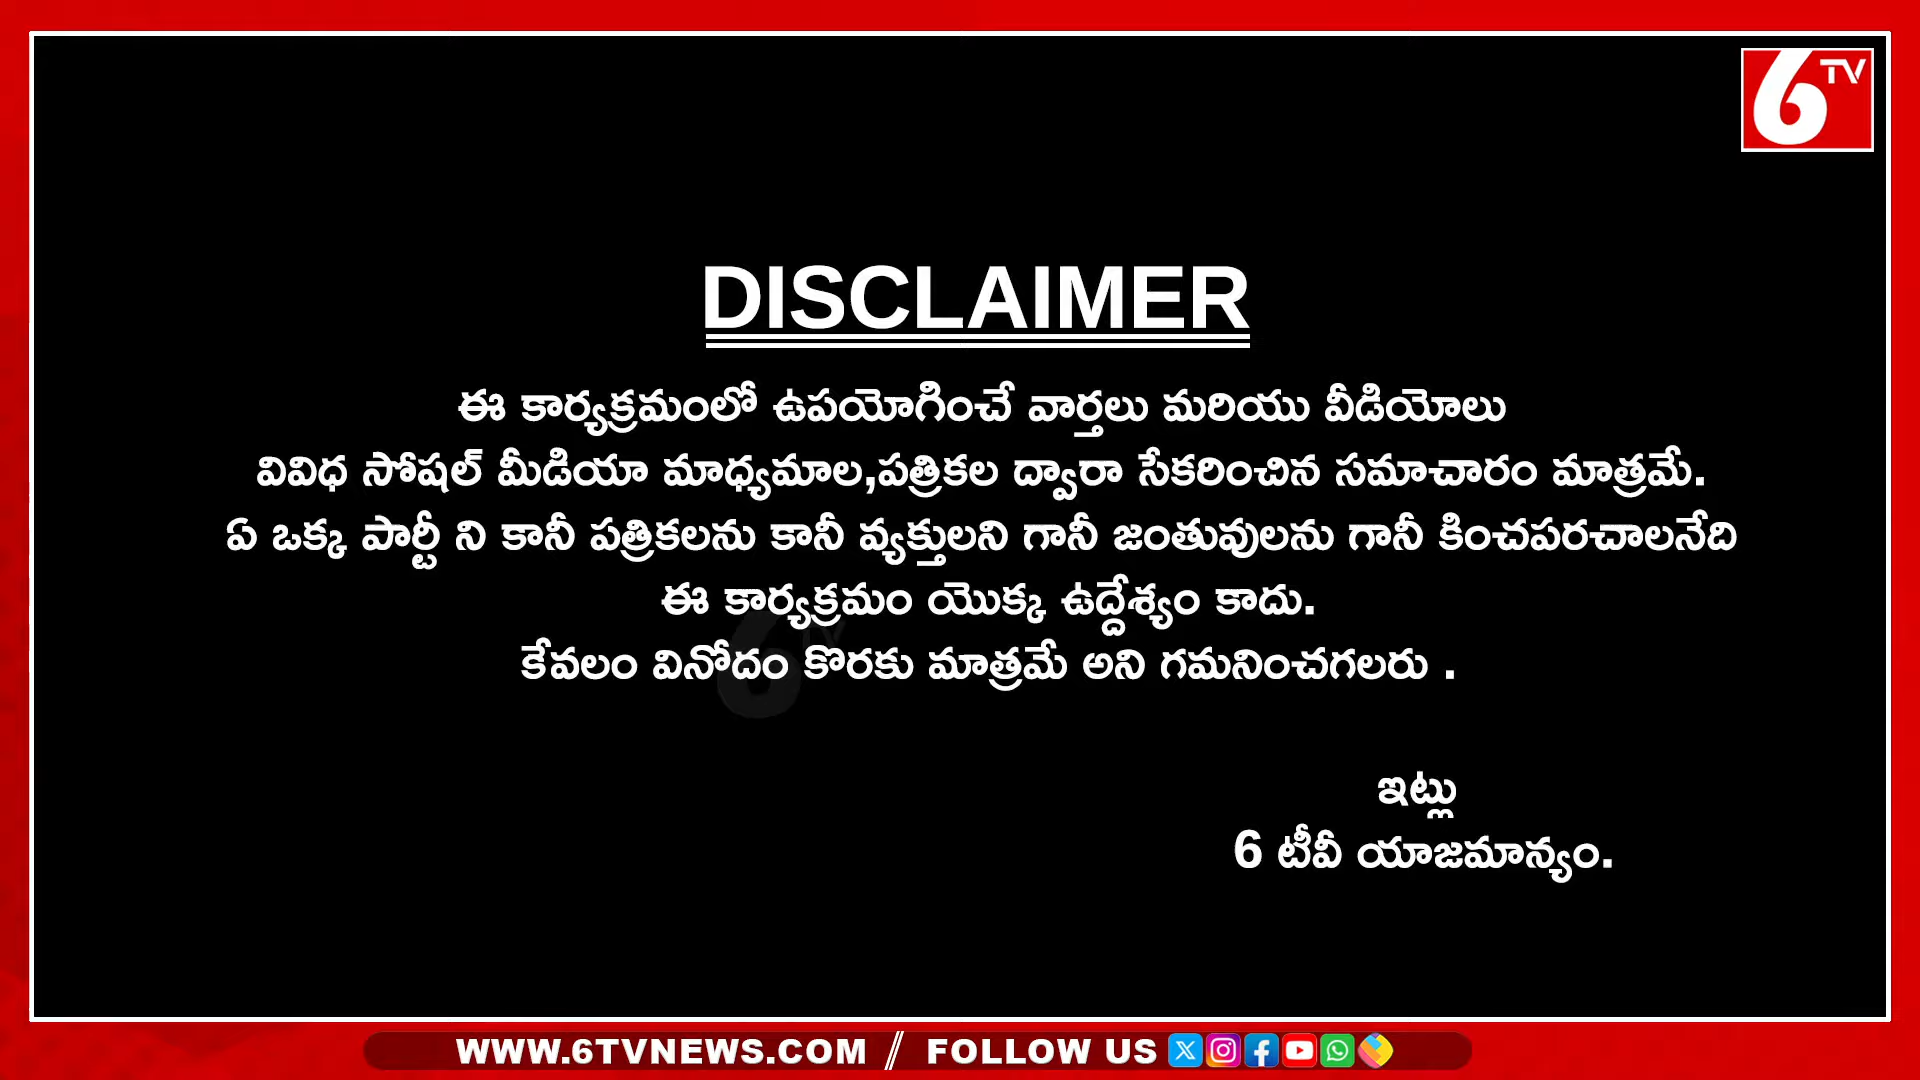 6TV
DISCLAIMER
ఈ కార్యక్రమంలో ఉపయోగించే వార్తలు మరియు వీడియోలు
వివిధ సోషల్ మీడియా మాధ్యమాల,పత్రికల ద్వారా సేకరించిన సమాచారం మాత్రమే.
ఏ ఒక్క పార్టీ ని కానీ పత్రికలను కానీ వ్యక్తులని గానీ జంతువులను గానీ కించపరచాలనేది
ఈ కార్యక్రమం యొక్క ఉద్దేశ్యం కాదు.
కేవలం వినోదం కొరకు మాత్రమే అని గమనించగలరు .
ఇట్లు
6 టీవీ యాజమాన్యం.
WWW.6TVNEWS.COM // FOLLOW US